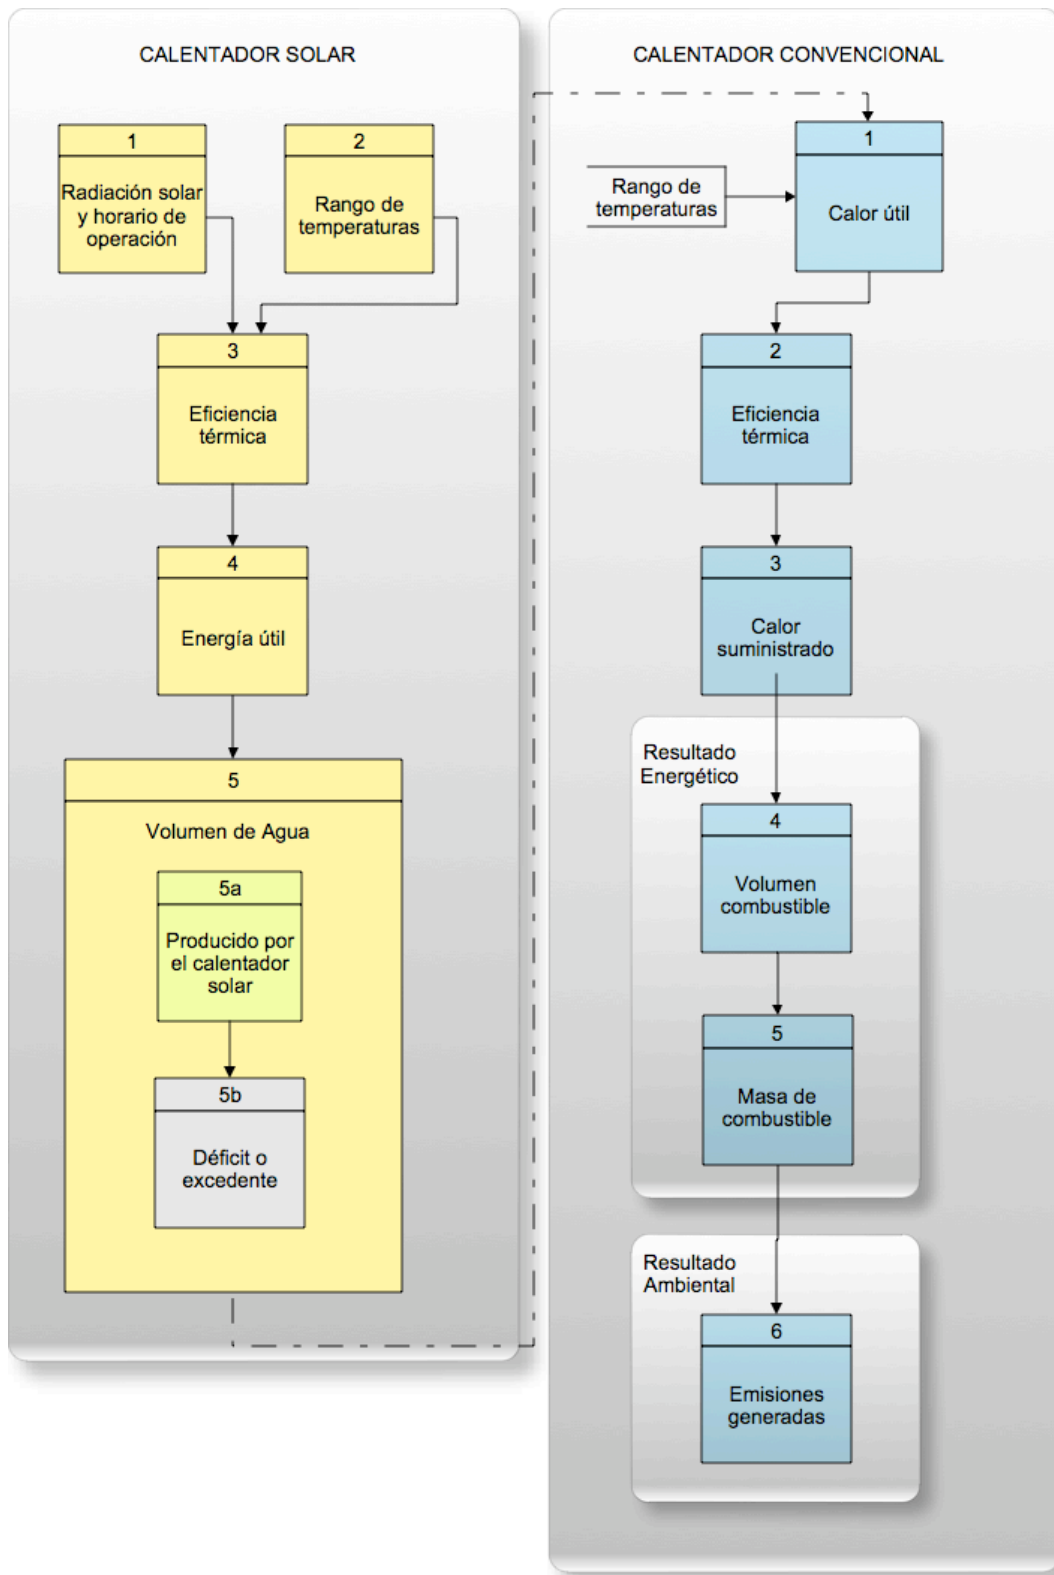 CALENTADOR SOLAR
1
Radiación solar
y horario de
operación
2
Rango de
temperaturas
3
Eficiencia
térmica
4
Energía útil
5
Volumen de Agua
5a
Producido por
el calentador
solar
5b
Déficit o
excedente
CALENTADOR CONVENCIONAL
Rango de
temperaturas
1
Calor útil
2
Eficiencia
térmica
3
Calor
suministrado
Resultado
Energético
4
Volumen
combustible
5
Masa de
combustible
Resultado
Ambiental
6
Emisiones
generadas